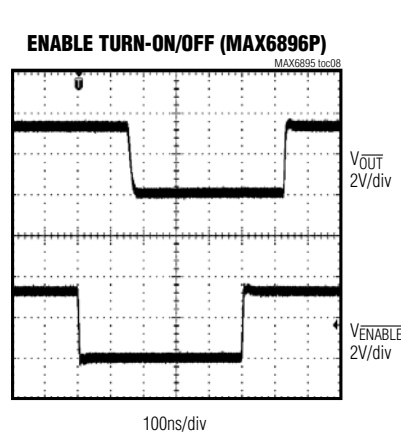 ENABLE TURN-ON/OFF (MAX6896P)
MAX6895 toc08
T
VOUT
2V/div
VENABLE
2V/div
100ns/div